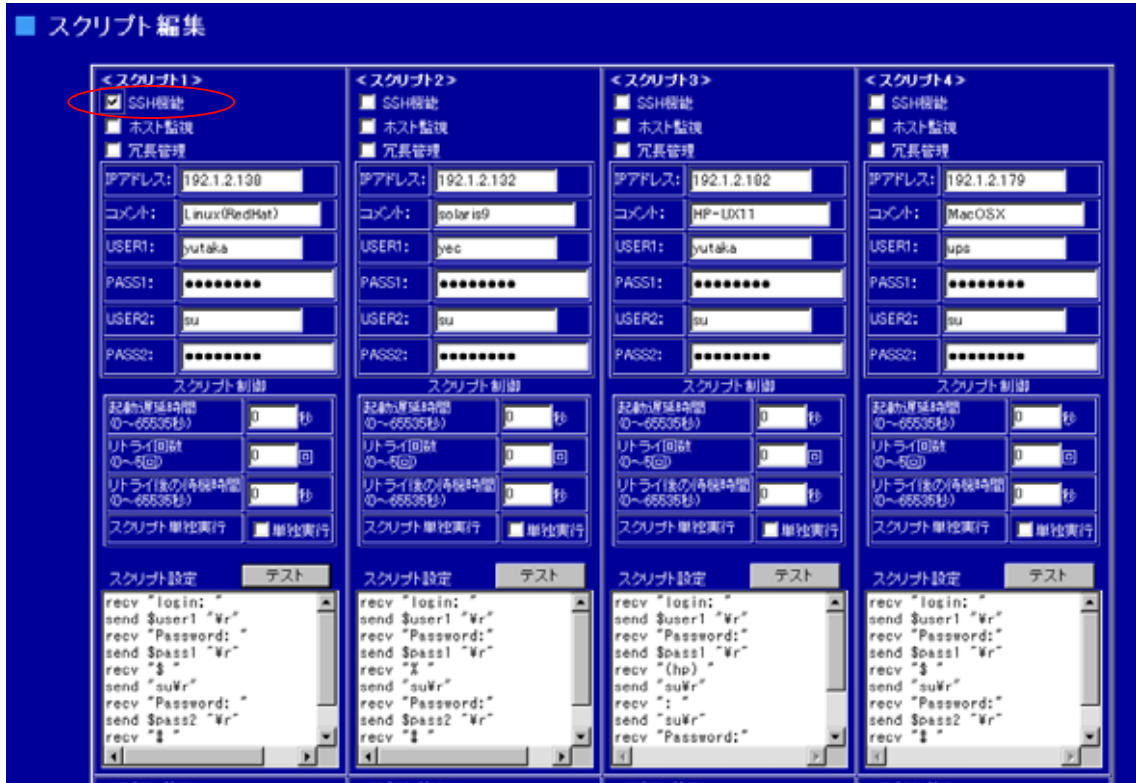 スクリプト編集
<スクリプト1>
SSH機能
ホスト監視
冗長管理
IPアドレス: 192.1.2.138
コメント: Linux(RedHat)
USER1: yutaka
PASS1: ●●●●●●●●
USER2: su
PASS2: ●●●●●●●●
スクリプト制御
起動遅延時間
(0~65535秒) 0 秒
リトライ回数
(0~5回) 0 回
リトライ後の待機時間
(0~65535秒) 0 秒
スクリプト単独実行 単独実行
スクリプト設定 テスト
recv "login: "
send $user1 "¥r"
recv "Password: "
send $pass1 "¥r"
recv "$ "
send "su¥r"
recv "Password: "
send $pass2 "¥r"
<スクリプト2>
SSH機能
ホスト監視
冗長管理
IPアドレス: 192.1.2.132
コメント: solaris9
USER1: yec
PASS1: ●●●●●●●●
USER2: su
PASS2: ●●●●●●●●
スクリプト制御
起動遅延時間
(0~65535秒) 0 秒
リトライ回数
(0~5回) 0 回
リトライ後の待機時間
(0~65535秒) 0 秒
スクリプト単独実行 単独実行
スクリプト設定 テスト
recv "login: "
send $user1 "¥r"
recv "Password:"
send $pass1 "¥r"
recv "% "
send "su¥r"
recv "Password:"
send $pass2 "¥r"
<スクリプト3>
SSH機能
ホスト監視
冗長管理
IPアドレス: 192.1.2.182
コメント: HP-UX11
USER1: yutaka
PASS1: ●●●●●●●●
USER2: su
PASS2: ●●●●●●●●
スクリプト制御
起動遅延時間
(0~65535秒) 0 秒
リトライ回数
(0~5回) 0 回
リトライ後の待機時間
(0~65535秒) 0 秒
スクリプト単独実行 単独実行
スクリプト設定 テスト
recv "login: "
send $user1 "¥r"
recv "Password:"
send $pass1 "¥r"
recv "(hp) "
send "su¥r"
recv ": "
send "su¥r"
recv "Password:"
<スクリプト4>
SSH機能
ホスト監視
冗長管理
IPアドレス: 192.1.2.179
コメント: MacOSX
USER1: ups
PASS1: ●●●●●●●●
USER2: su
PASS2: ●●●●●●●●
スクリプト制御
起動遅延時間
(0~65535秒) 0 秒
リトライ回数
(0~5回) 0 回
リトライ後の待機時間
(0~65535秒) 0 秒
スクリプト単独実行 単独実行
スクリプト設定 テスト
recv "login: "
send $user1 "¥r"
recv "Password:"
send $pass1 "¥r"
recv "$ "
send "su¥r"
recv "Password:"
send $pass2 "¥r"